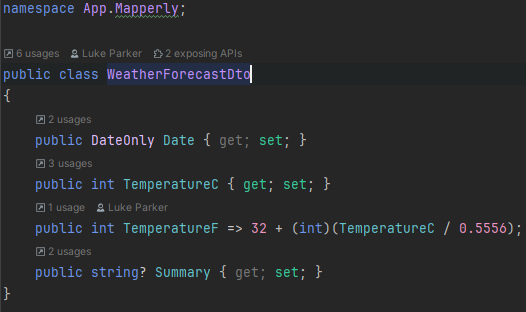 namespace App.Mapperly;
6 usages Luke Parker 2 exposing APIs
public class WeatherForecastDto
{
2 usages
public DateOnly Date { get; set; }
3 usages
public int TemperatureC { get; set; }
1 usage Luke Parker
public int TemperatureF => 32 + (int)(TemperatureC / 0.5556);
2 usages
public string? Summary { get; set; }
}